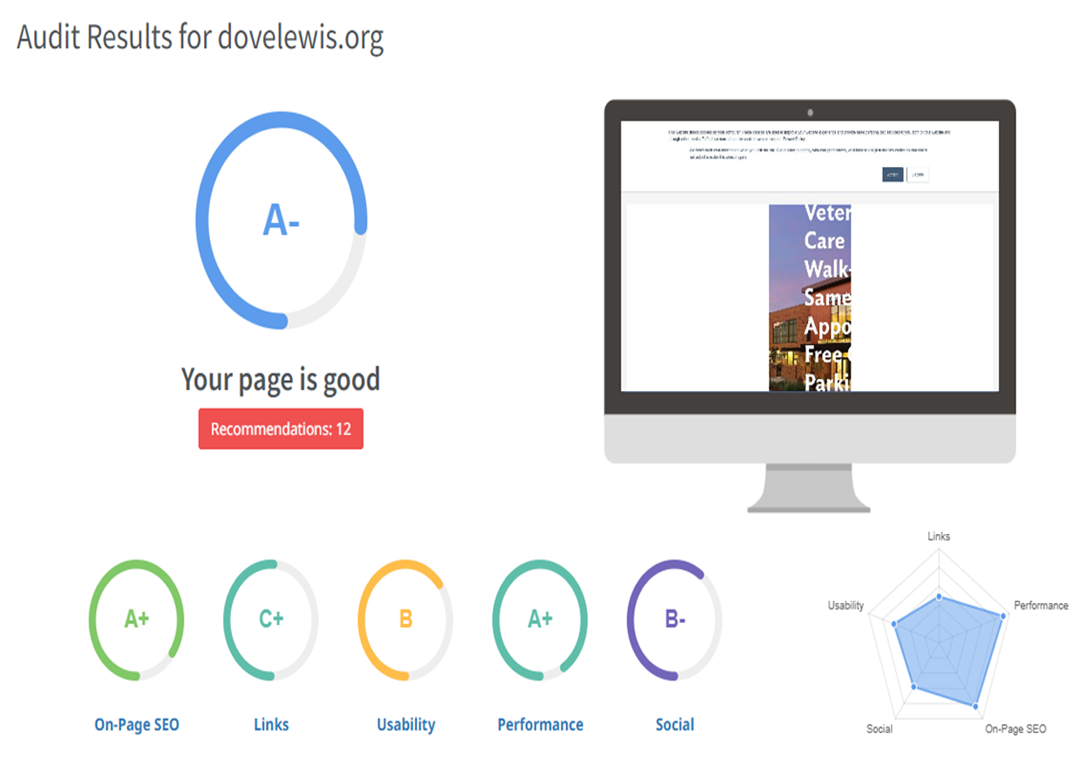 Audit Results for dovelewis.org
A-
Your page is good
Recommendations: 12
Veter
Care
Walk-
Same
Appo
Free
Parki
A+
C+
B
A+
B-
On-Page SEO
Links
Usability
Performance
Social
Links
Usability
Performance
Social
On-Page SEO